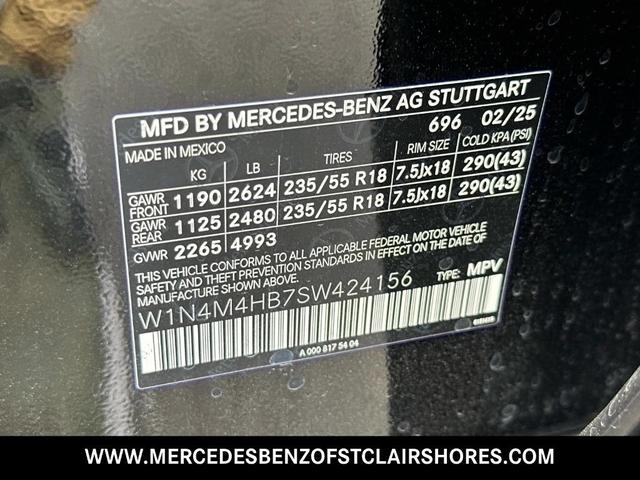 MFD BY MERCEDES-BENZ AG STUTTGART
696 02/25
MADE IN MEXICO
KG LB TIRES RIM SIZE COLD KPA(PSI)
GAWR FRONT 1190 2624 235/55 R18 7.5Jx18 290(43)
GAWR REAR 1125 2480 235/55 R18 7.5Jx18 290(43)
GVWR 2265 4993
THIS VEHICLE CONFORMS TO ALL APPLICABLE FEDERAL MOTOR VEHICLE
SAFETY AND THEFT PREVENTION STANDARDS IN EFFECT ON THE DATE OF
MANUFACTURE SHOWN ABOVE.
W1N4M4HB7SW424156 TYPE: MPV
A 000 817 54 04
WWW.MERCEDESBENZOFSTCLAIRSHORES.COM